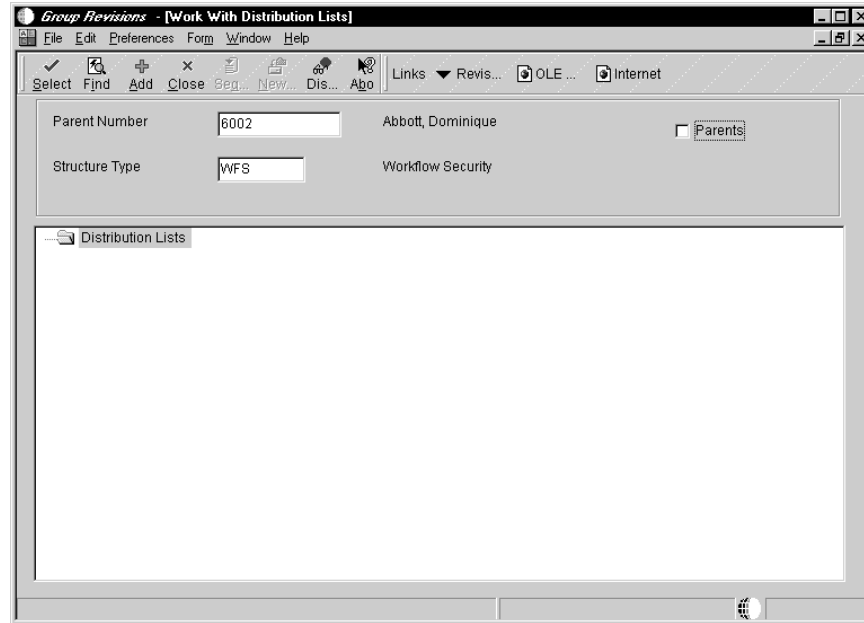 Group Revisions - [Work With Distribution Lists]
File Edit Preferences Form Window Help
Select Find Add Close Seq... New... Dis... Abo Links Revis... OLE ... Internet
Parent Number 6002 Abbott, Dominique Parents
Structure Type WFS Workflow Security
Distribution Lists